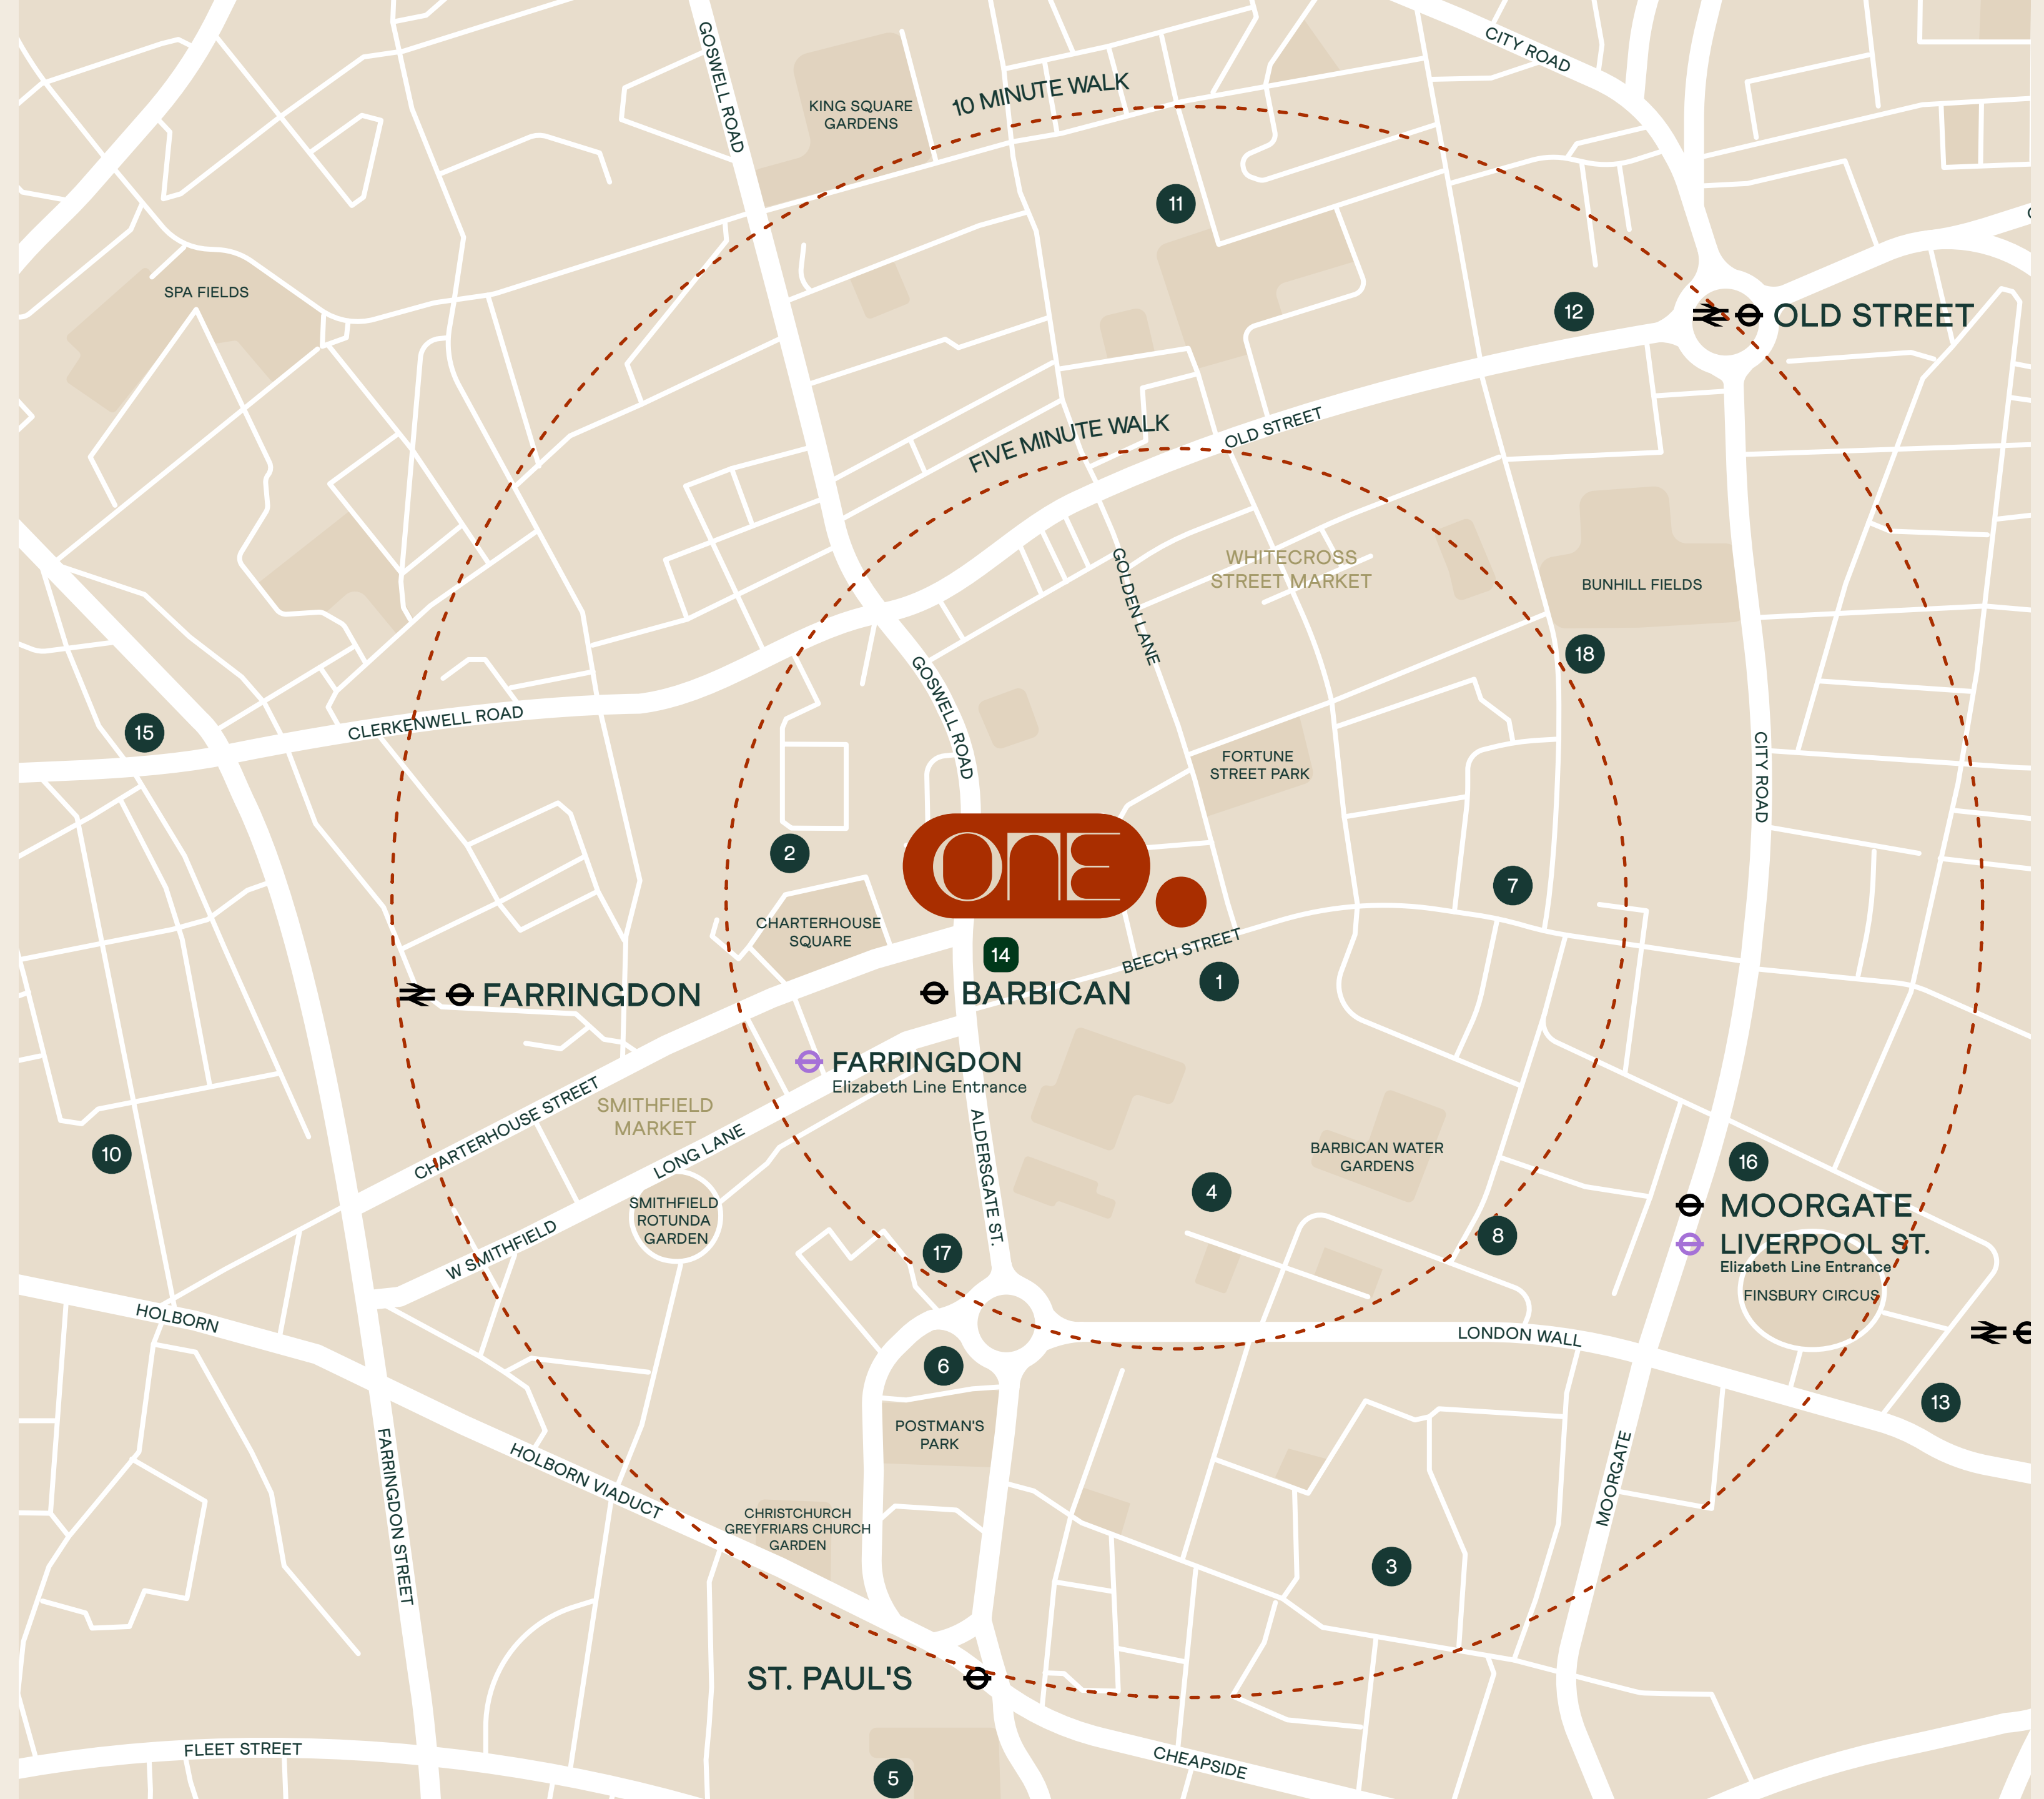 GOSWELL ROAD
CITY ROAD
10 MINUTE WALK
KING SQUARE
GARDENS
11
SPA FIELDS
12
OLD STREET
FIVE MINUTE WALK
OLD STREET
GOLDEN LANE
WHITECROSS
STREET MARKET
BUNHILL FIELDS
18
GOSWELL ROAD
CLERKENWELL ROAD
15
FORTUNE
STREET PARK
CITY ROAD
2
ONE
7
CHARTERHOUSE
SQUARE
14
BEECH STREET
1
FARRINGDON
BARBICAN
FARRINGDON
Elizabeth Line Entrance
CHARTERHOUSE STREET
SMITHFIELD
MARKET
LONG LANE
ALDERSGATE ST.
BARBICAN WATER
GARDENS
10
16
4
MOORGATE
SMITHFIELD
ROTUNDA
GARDEN
W SMITHFIELD
17
8
LIVERPOOL ST.
Elizabeth Line Entrance
FINSBURY CIRCUS
HOLBORN
LONDON WALL
6
13
POSTMAN'S
PARK
FARRINGDON STREET
HOLBORN VIADUCT
MOORGATE
CHRISTCHURCH
GREYFRIARS CHURCH
GARDEN
3
ST. PAUL'S
FLEET STREET
CHEAPSIDE
5